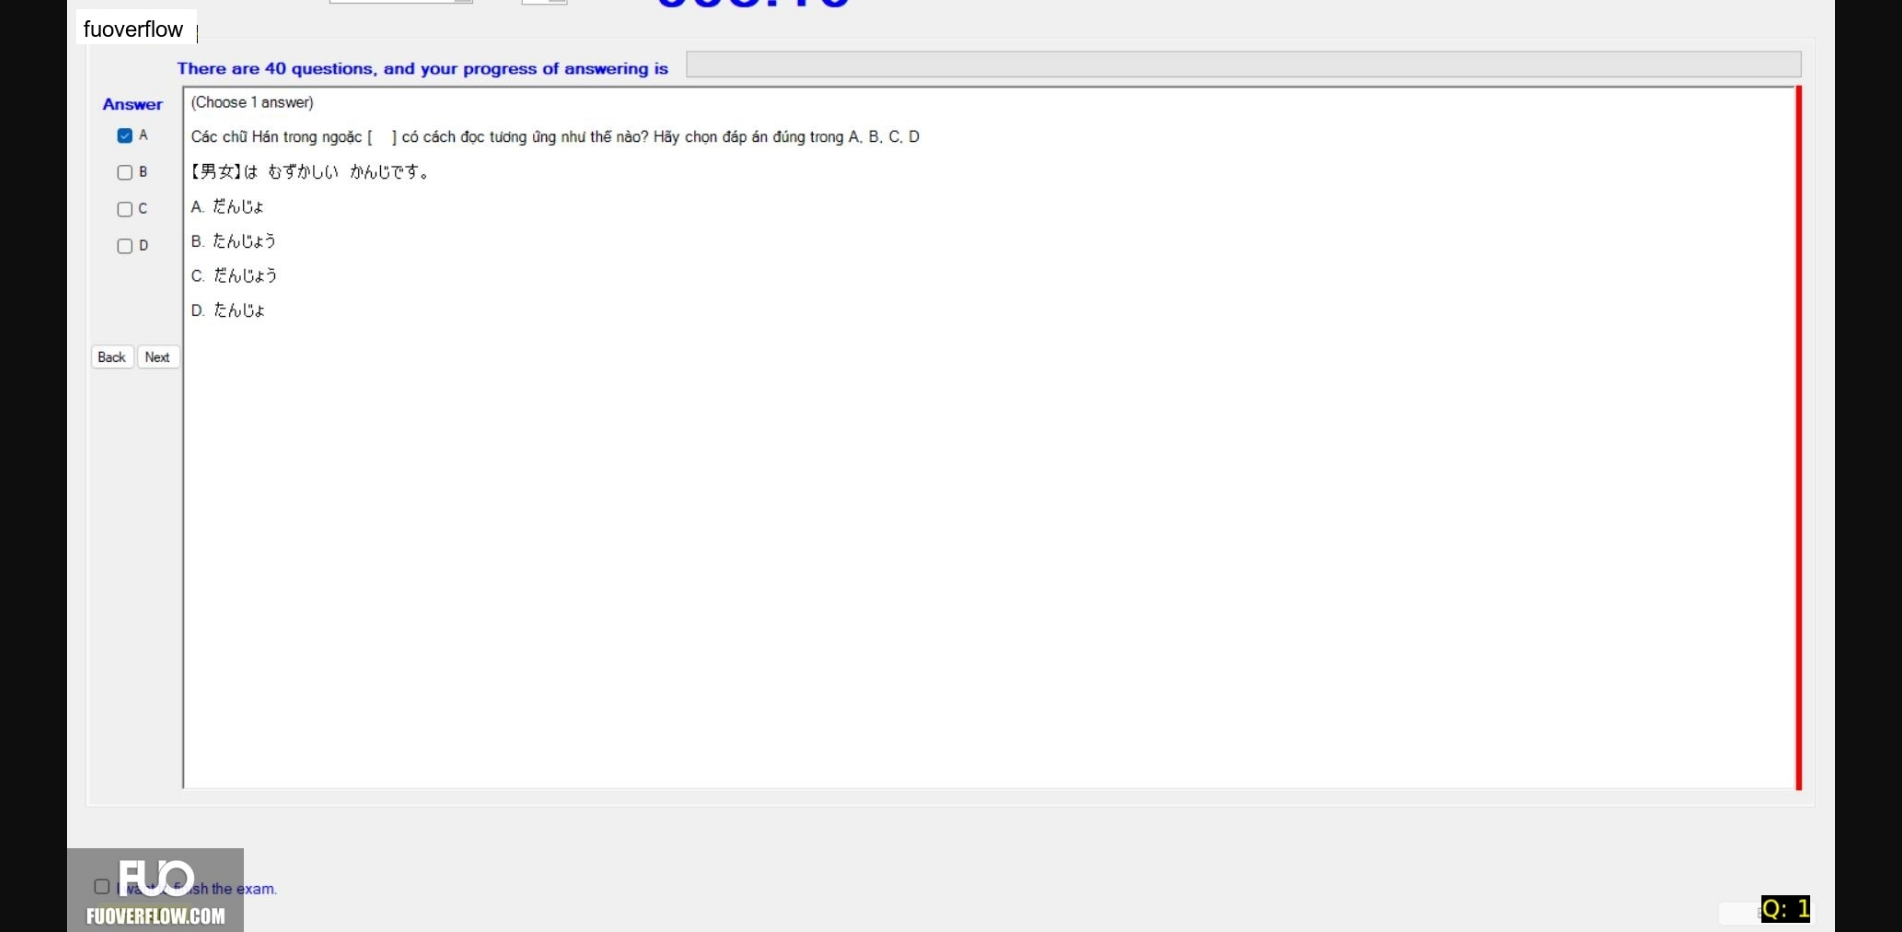 fuoverflow
There are 40 questions, and your progress of answering is
Answer
(Choose 1 answer)
A
Các chữ Hán trong ngoặc [ ] có cách đọc tương ứng như thế nào? Hãy chọn đáp án đúng trong A, B, C, D
B
【男女】は むずかしい かんじです。
C
A. だんじょ
D
B. たんじょう
C. だんじょう
D. たんじょ
Back Next
FUO
I want finish the exam.
FUOVERFLOW.COM
Q: 1